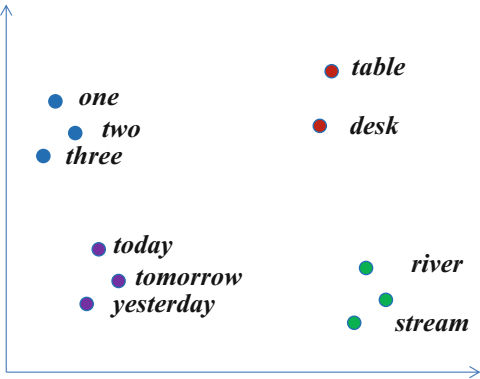 table
one
desk
two
three
today
river
tomorrow
yesterday
stream